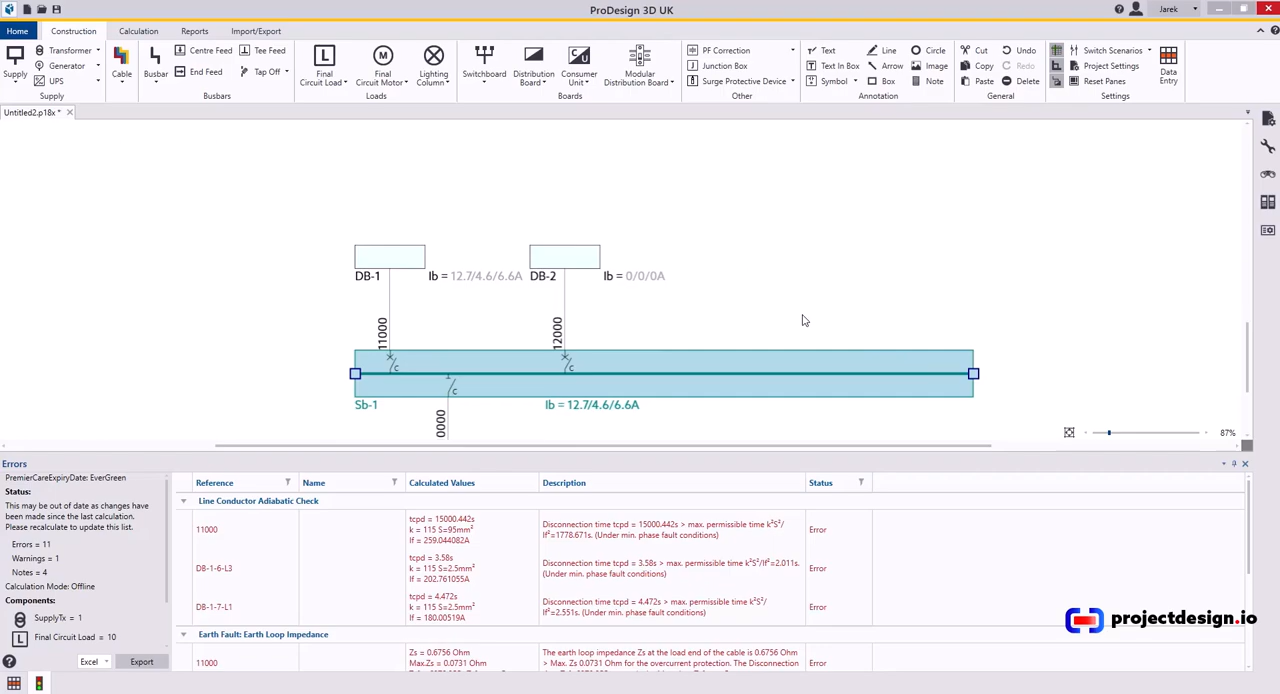 ProDesign 3D UK
Jarek
Home Construction Calculation Reports Import/Export
Supply Transformer Generator UPS Supply
Cable Busbar Centre Feed End Feed Tee Feed Tap Off Busbars
Final Circuit Load Final Circuit Motor Lighting Column Loads
Switchboard Distribution Board Consumer Unit Modular Distribution Board Boards
PF Correction Junction Box Surge Protective Device Other
Text Text In Box Symbol Line Arrow Box Circle Image Note Annotation
Cut Copy Paste Undo Redo Delete General
Switch Scenarios Project Settings Reset Panels Data Entry Settings
Untitled2.p18x *
DB-1 Ib = 12.7/4.6/6.6A DB-2 Ib = 0/0/0A
11000 12000
C C
C
Sb-1 Ib = 12.7/4.6/6.6A
0000
87%
Errors
PremierCareExpiryDate: EverGreen
Status:
This may be out of date as changes have
been made since the last calculation.
Please recalculate to update this list.
Errors = 11
Warnings = 1
Notes = 4
Calculation Mode: Offline
Components:
SupplyTx = 1
Final Circuit Load = 10
Excel Export
Reference Name Calculated Values Description Status
Line Conductor Adiabatic Check
11000
tcpd = 15000.442s
k = 115 S=95mm²
If = 259.044082A
Disconnection time tcpd = 15000.442s > max. permissible time k²S²/
If²=1778.671s. (Under min. phase fault conditions)
Error
DB-1-6-L3
tcpd = 3.58s
k = 115 S=2.5mm²
If = 202.761055A
Disconnection time tcpd = 3.58s > max. permissible time k²S²/If²=2.011s.
(Under min. phase fault conditions)
Error
DB-1-7-L1
tcpd = 4.472s
k = 115 S=2.5mm²
If = 180.00519A
Disconnection time tcpd = 4.472s > max. permissible time k²S²/
If²=2.551s. (Under min. phase fault conditions)
Error
Earth Fault: Earth Loop Impedance
11000
Zs = 0.6756 Ohm
Max.Zs = 0.0731 Ohm
The earth loop impedance Zs at the load end of the cable is 0.6756 Ohm
> Max. Zs 0.0731 Ohm for the overcurrent protection. The Disconnection
Error
projectdesign.io